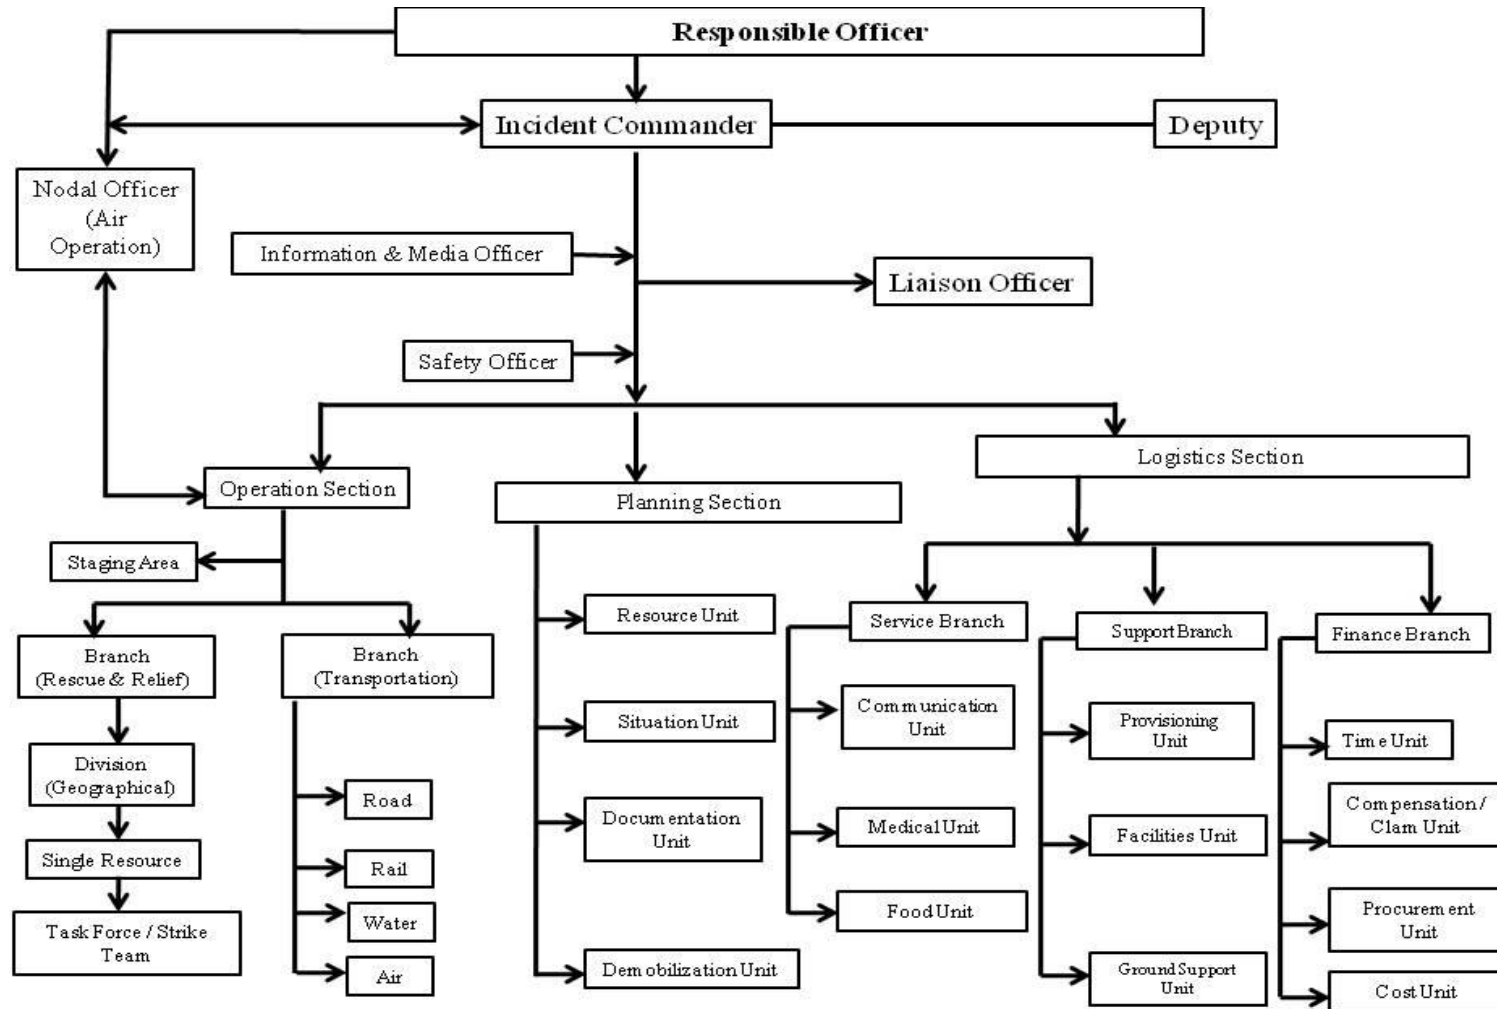 Responsible Officer
Incident Commander
Deputy
Nodal Officer
(Air
Operation)
Information & Media Officer
Liaison Officer
Safety Officer
Operation Section
Planning Section
Logistics Section
Staging Area
Branch
(Rescue & Relief)
Branch
(Transportation)
Division
(Geographical)
Single Resource
Task Force / Strike
Team
Road
Rail
Water
Air
Resource Unit
Situation Unit
Documentation
Unit
Demobilization Unit
Service Branch
Communication
Unit
Medical Unit
Food Unit
Support Branch
Provisioning
Unit
Facilities Unit
Ground Support
Unit
Finance Branch
Time Unit
Compensation /
Clam Unit
Procurement
Unit
Cost Unit